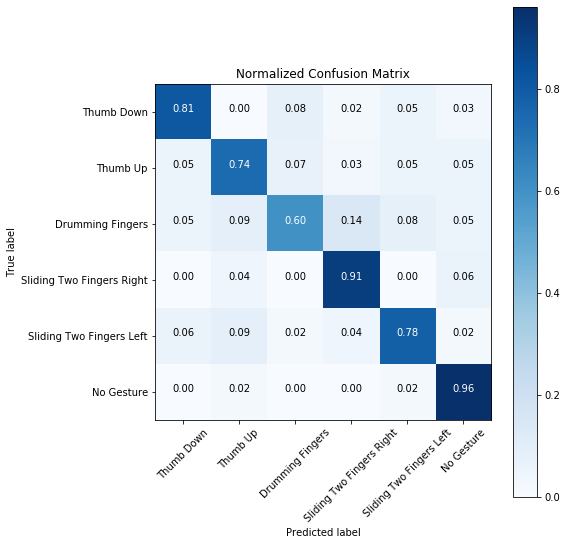 Normalized Confusion Matrix
Thumb Down 0.81 0.00 0.08 0.02 0.05 0.03
Thumb Up 0.05 0.74 0.07 0.03 0.05 0.05
Drumming Fingers 0.05 0.09 0.60 0.14 0.08 0.05
Sliding Two Fingers Right 0.00 0.04 0.00 0.91 0.00 0.06
Sliding Two Fingers Left 0.06 0.09 0.02 0.04 0.78 0.02
No Gesture 0.00 0.02 0.00 0.00 0.02 0.96
True label
Thumb Down
Thumb Up
Drumming Fingers
Sliding Two Fingers Right
Sliding Two Fingers Left
No Gesture
Predicted label
0.8
0.6
0.4
0.2
0.0